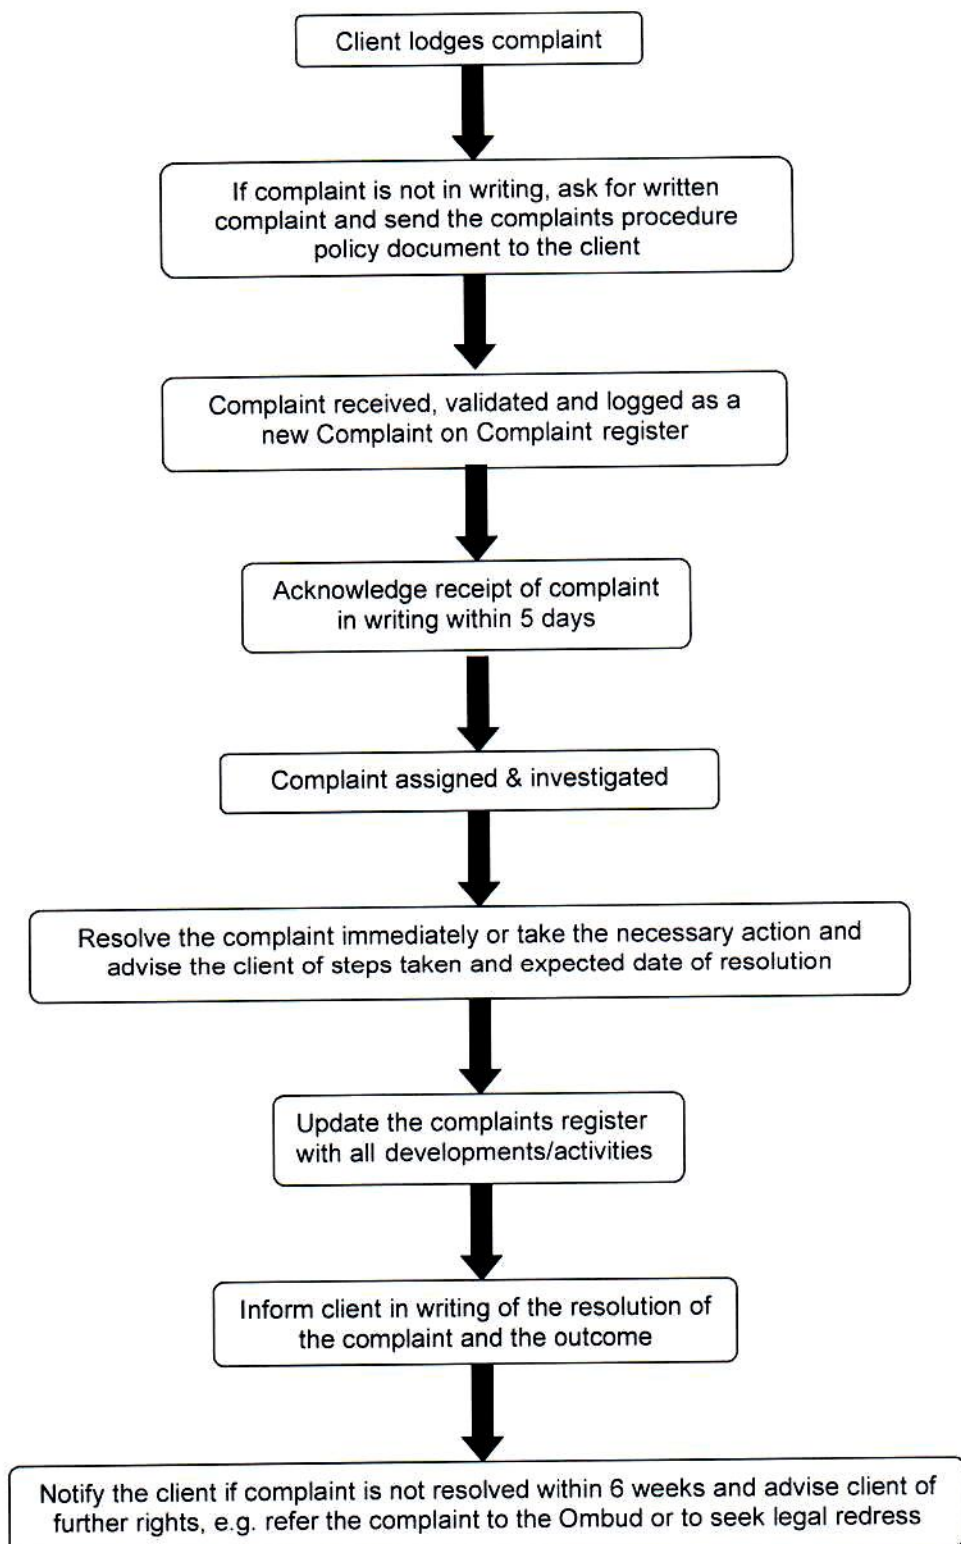 Client lodges complaint
If complaint is not in writing, ask for written
complaint and send the complaints procedure
policy document to the client
Complaint received, validated and logged as a
new Complaint on Complaint register
Acknowledge receipt of complaint
in writing within 5 days
Complaint assigned & investigated
Resolve the complaint immediately or take the necessary action and
advise the client of steps taken and expected date of resolution
Update the complaints register
with all developments/activities
Inform client in writing of the resolution of
the complaint and the outcome
Notify the client if complaint is not resolved within 6 weeks and advise client of
further rights, e.g. refer the complaint to the Ombud or to seek legal redress